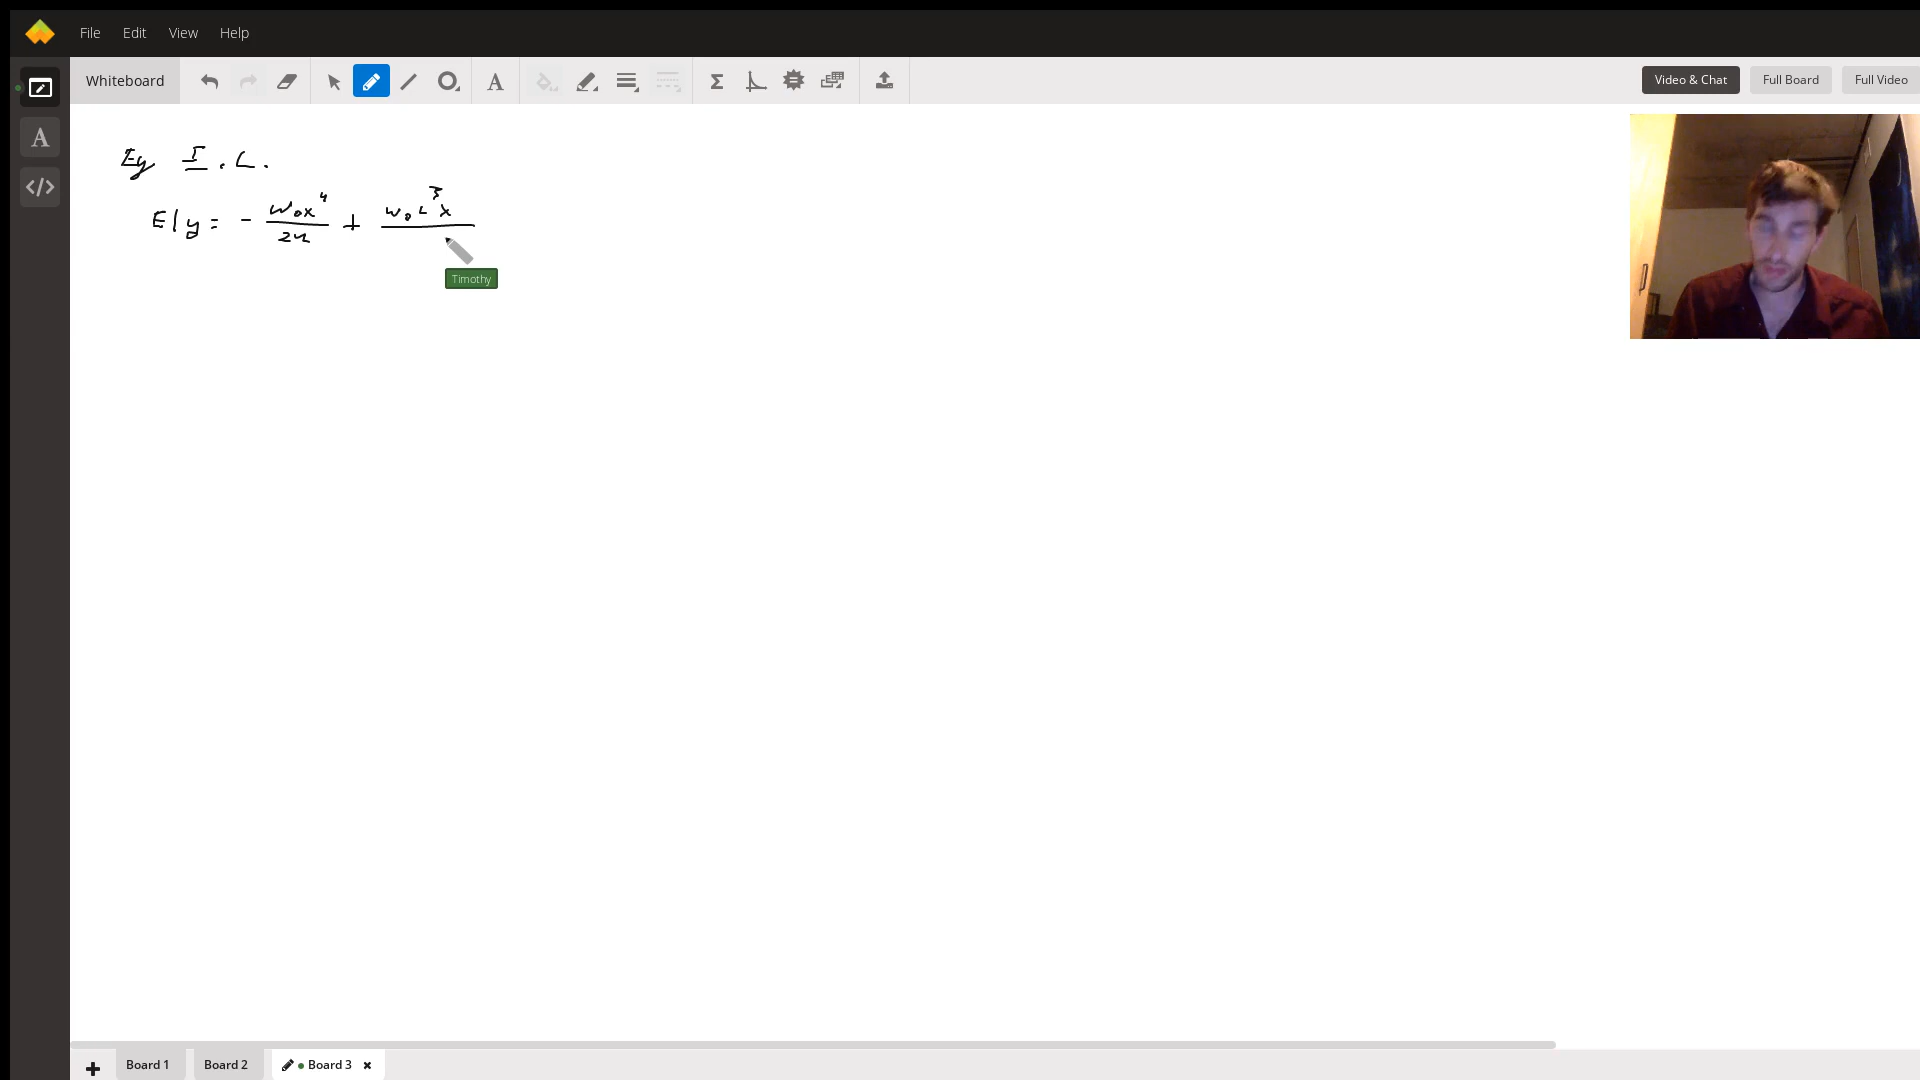 File Edit View Help
Whiteboard A Σ Video & Chat Full Board Full Video
A
</>
Ey I.C.
EIy = - w₀x⁴/24 + w₀L³x/
Timothy
+ Board 1 Board 2 Board 3 ×